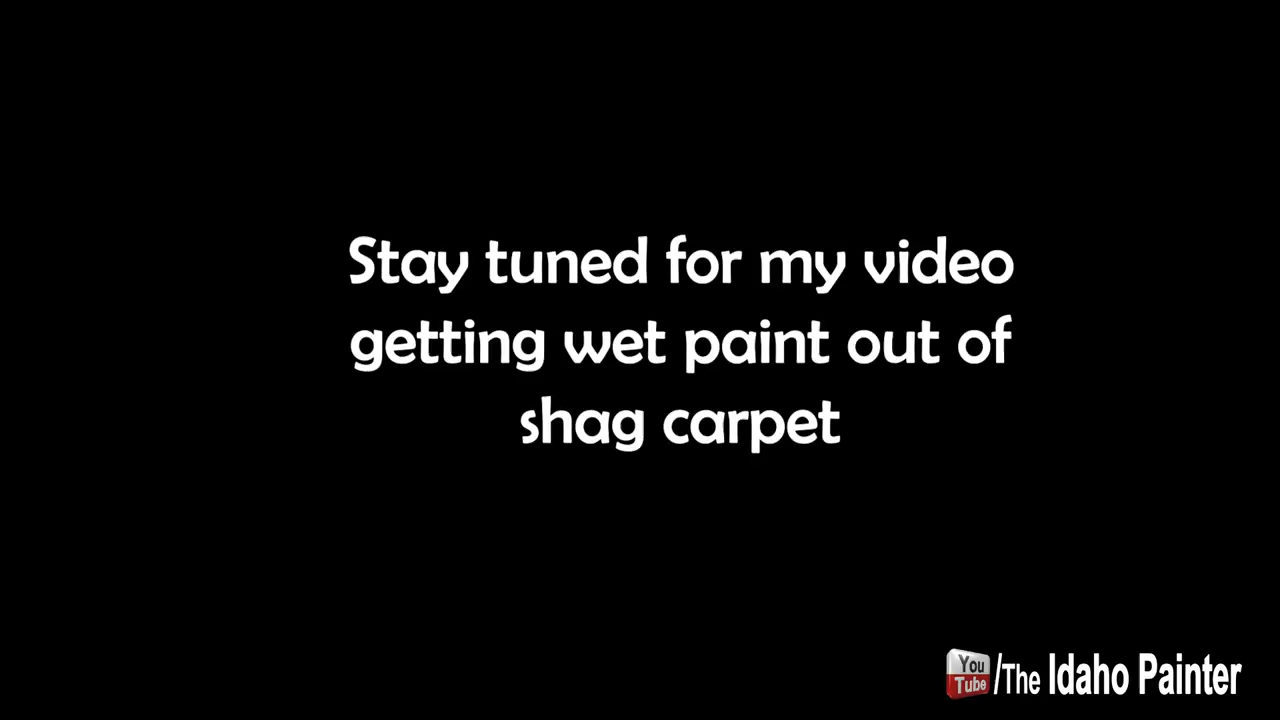 Stay tuned for my video
getting wet paint out of
shag carpet
You
Tube
/The Idaho Painter